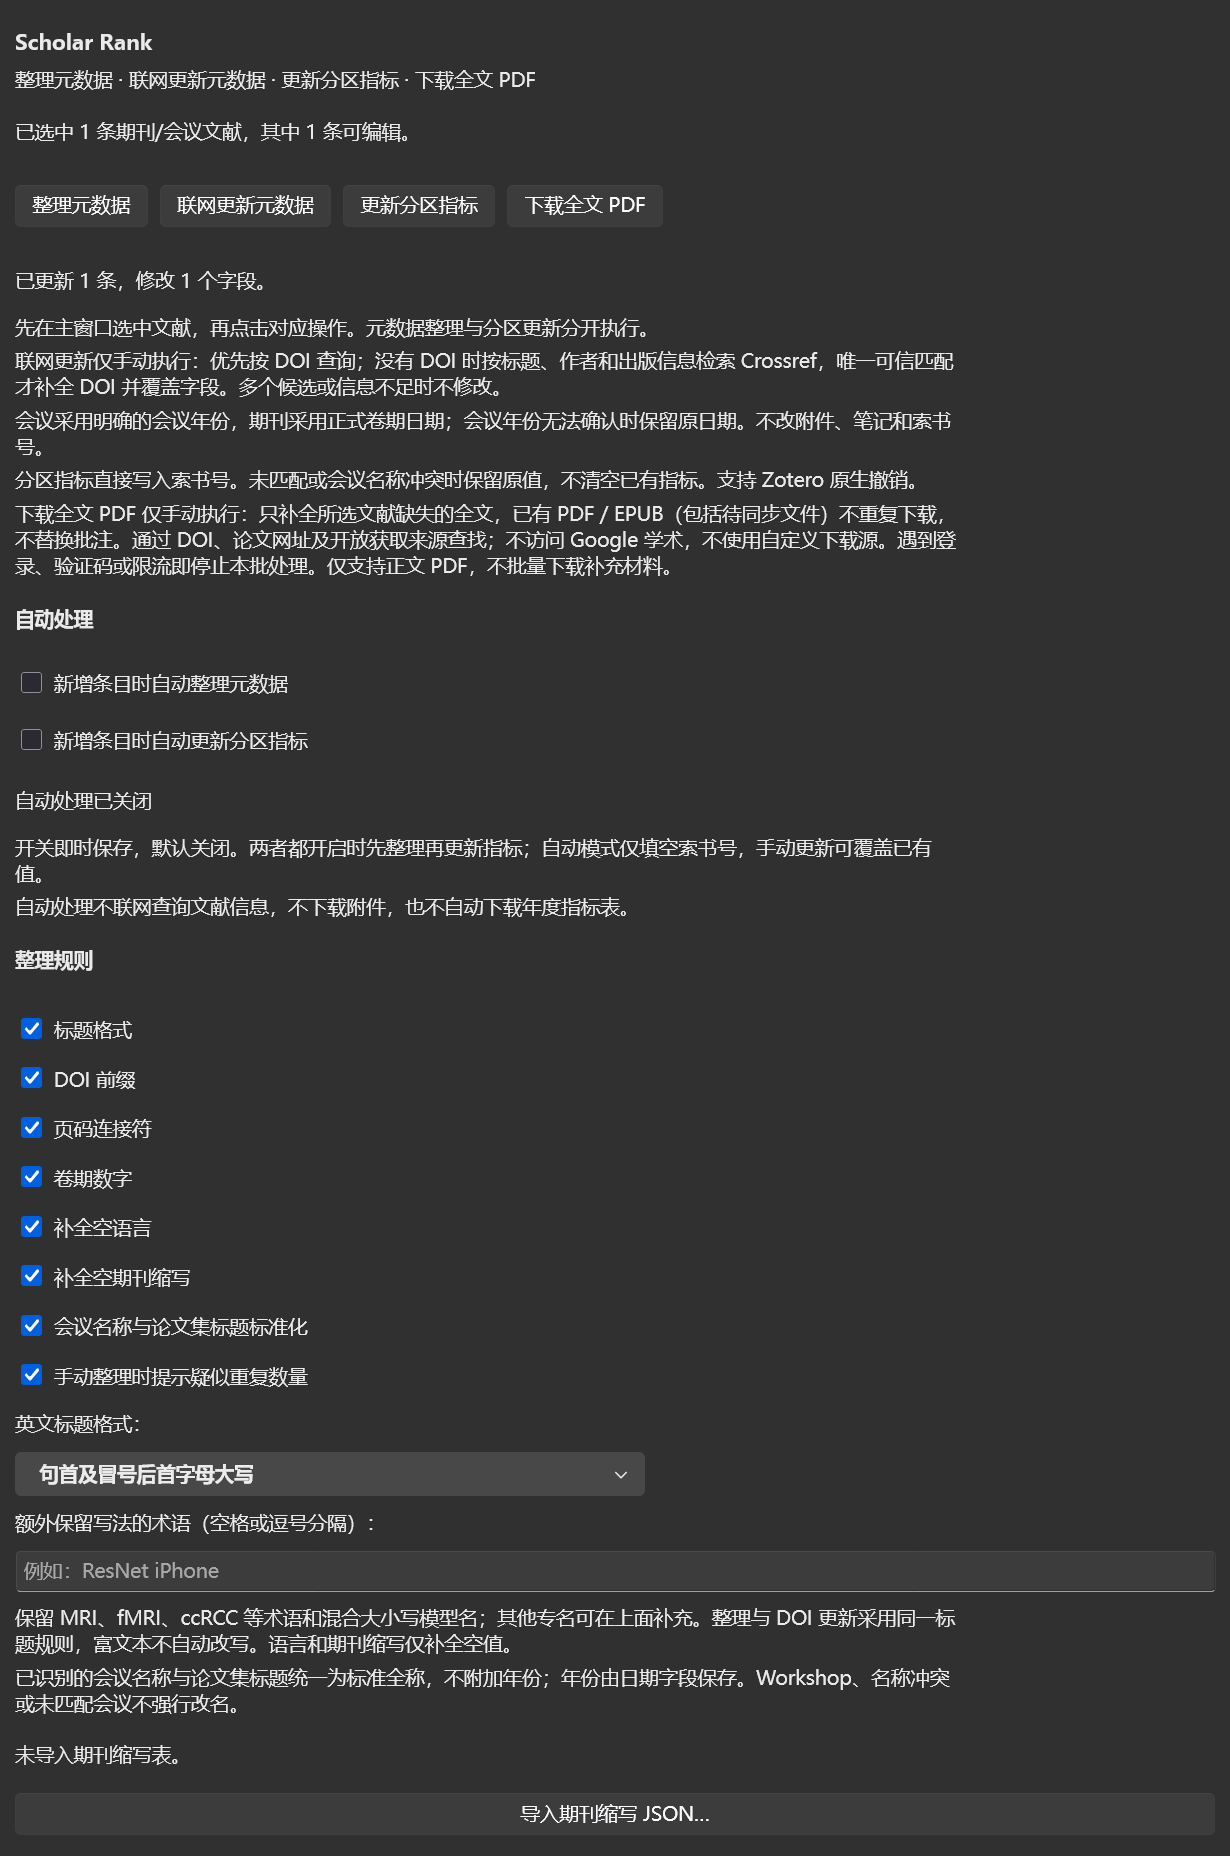 Scholar Rank
整理元数据 · 联网更新元数据 · 更新分区指标 · 下载全文 PDF
已选中 1 条期刊/会议文献，其中 1 条可编辑。
整理元数据 联网更新元数据 更新分区指标 下载全文 PDF
已更新 1 条，修改 1 个字段。
先在主窗口选中文献，再点击对应操作。元数据整理与分区更新分开执行。
联网更新仅手动执行：优先按 DOI 查询；没有 DOI 时按标题、作者和出版信息检索 Crossref，唯一可信匹配
才补全 DOI 并覆盖字段。多个候选或信息不足时不修改。
会议采用明确的会议年份，期刊采用正式卷期日期；会议年份无法确认时保留原日期。不改附件、笔记和索书
号。
分区指标直接写入索书号。未匹配或会议名称冲突时保留原值，不清空已有指标。支持 Zotero 原生撤销。
下载全文 PDF 仅手动执行：只补全所选文献缺失的全文，已有 PDF / EPUB（包括待同步文件）不重复下载，
不替换批注。通过 DOI、论文网址及开放获取来源查找；不访问 Google 学术，不使用自定义下载源。遇到登
录、验证码或限流即停止本批处理。仅支持正文 PDF，不批量下载补充材料。
自动处理
新增条目时自动整理元数据
新增条目时自动更新分区指标
自动处理已关闭
开关即时保存，默认关闭。两者都开启时先整理再更新指标；自动模式仅填空索书号，手动更新可覆盖已有
值。
自动处理不联网查询文献信息，不下载附件，也不自动下载年度指标表。
整理规则
标题格式
DOI 前缀
页码连接符
卷期数字
补全空语言
补全空期刊缩写
会议名称与论文集标题标准化
手动整理时提示疑似重复数量
英文标题格式：
句首及冒号后首字母大写
额外保留写法的术语（空格或逗号分隔）：
例如：ResNet iPhone
保留 MRI、fMRI、ccRCC 等术语和混合大小写模型名；其他专名可在上面补充。整理与 DOI 更新采用同一标
题规则，富文本不自动改写。语言和期刊缩写仅补全空值。
已识别的会议名称与论文集标题统一为标准全称，不附加年份；年份由日期字段保存。Workshop、名称冲突
或未匹配会议不强行改名。
未导入期刊缩写表。
导入期刊缩写 JSON...